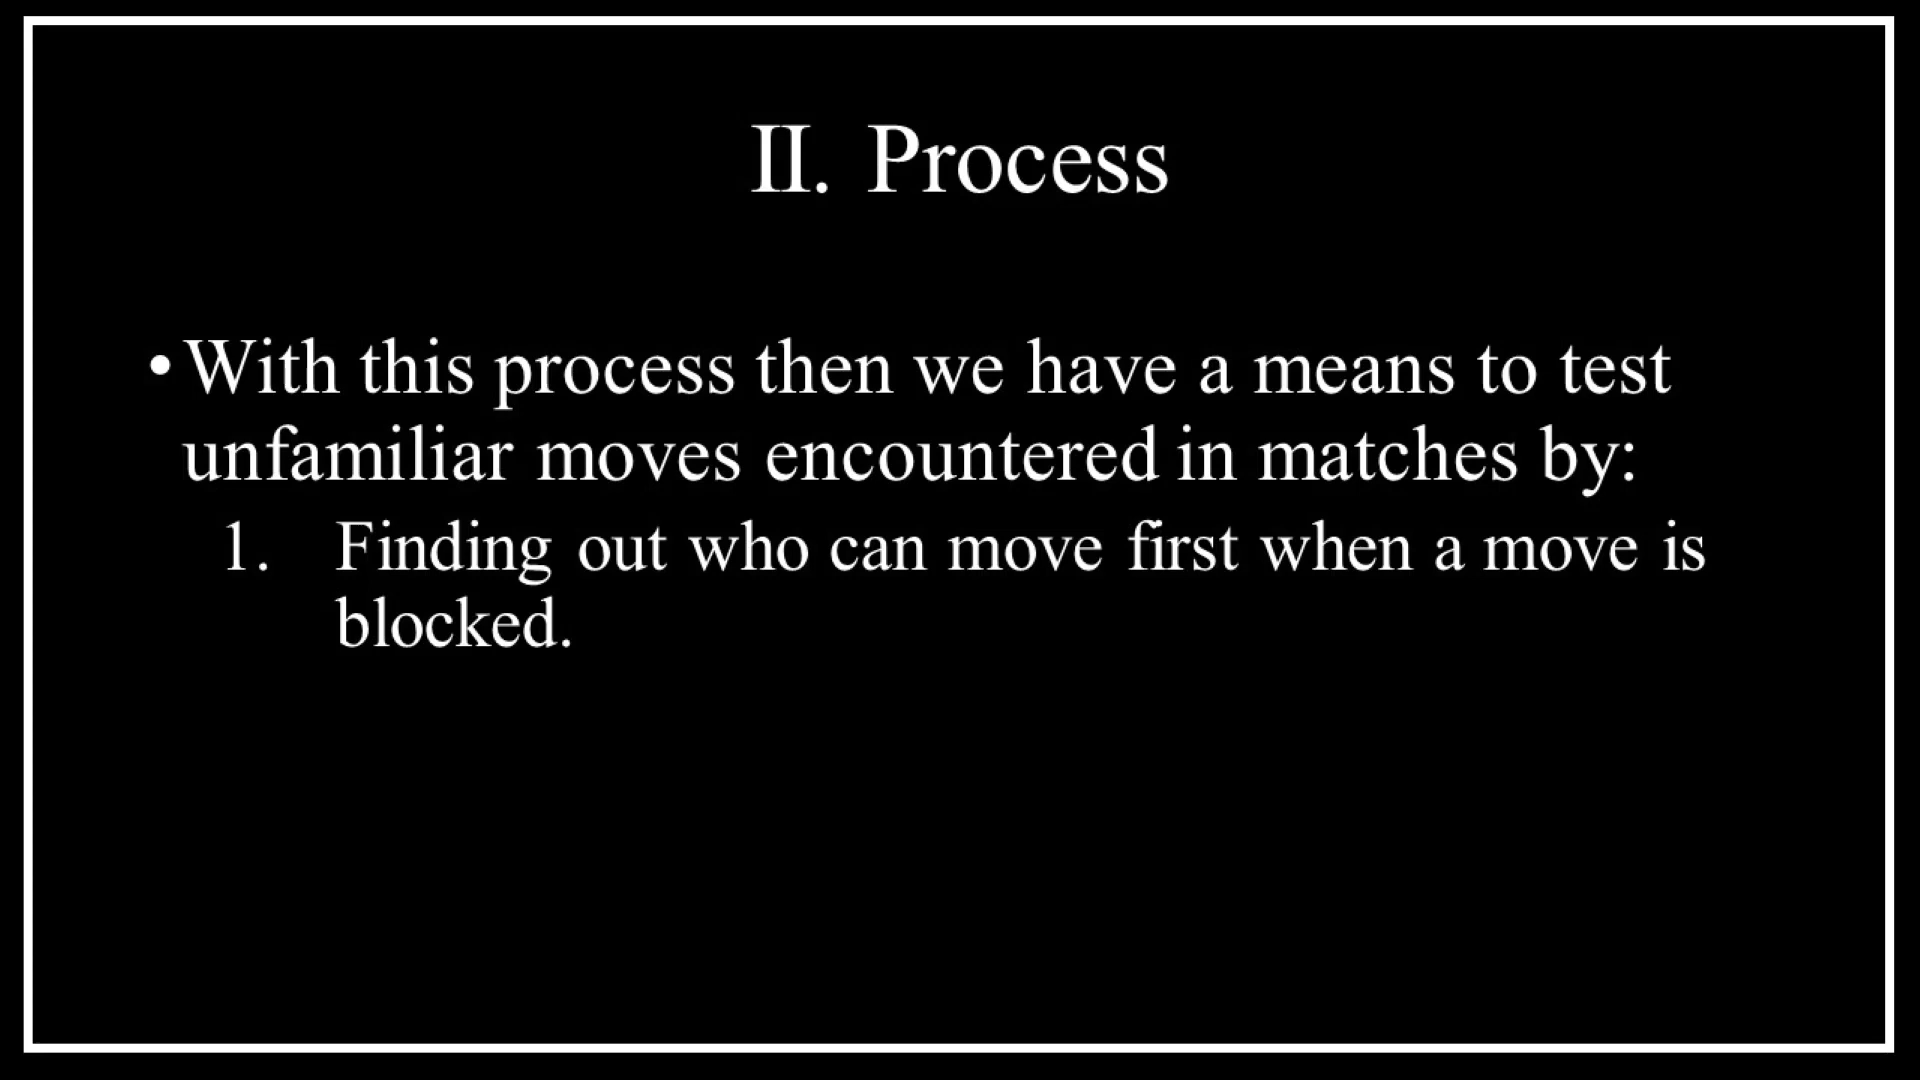 II. Process
• With this process then we have a means to test
unfamiliar moves encountered in matches by:
1. Finding out who can move first when a move is
blocked.